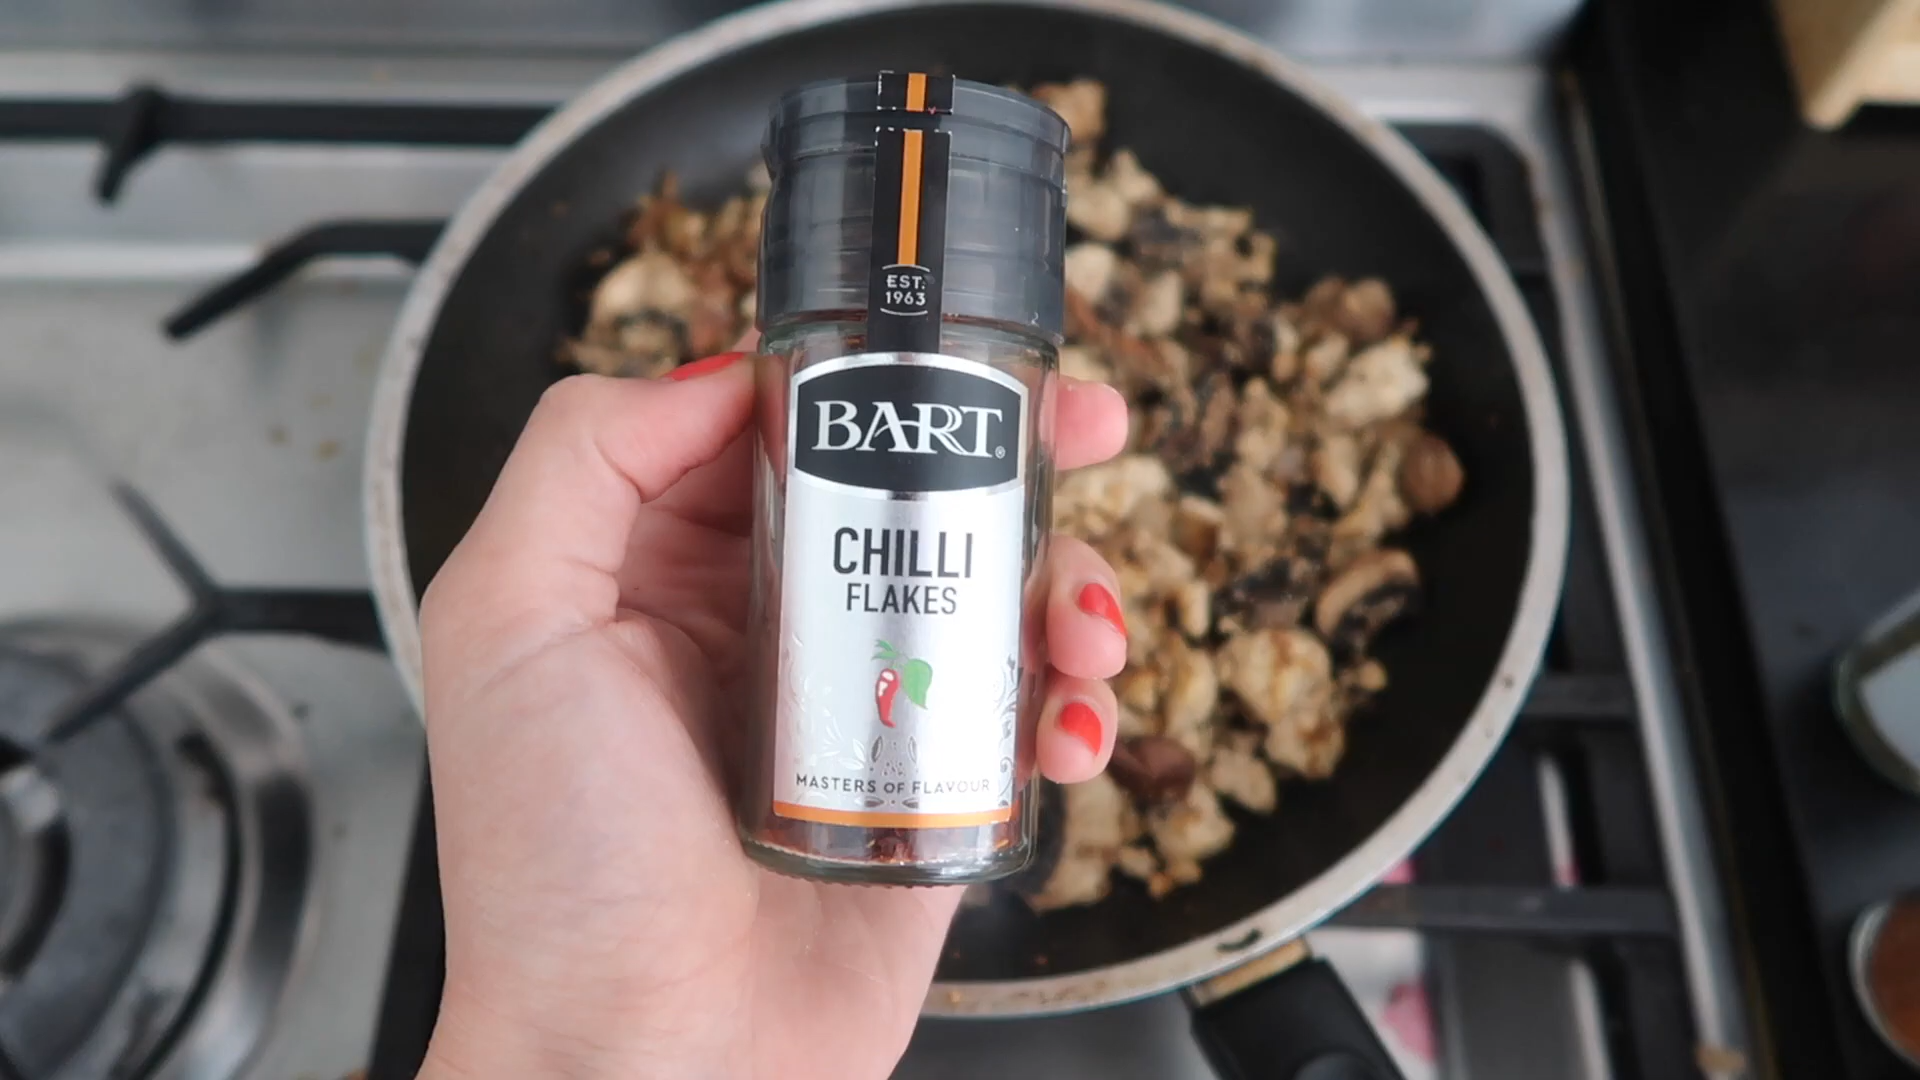 EST.
1963
BART®
CHILLI
FLAKES
MASTERS OF FLAVOUR